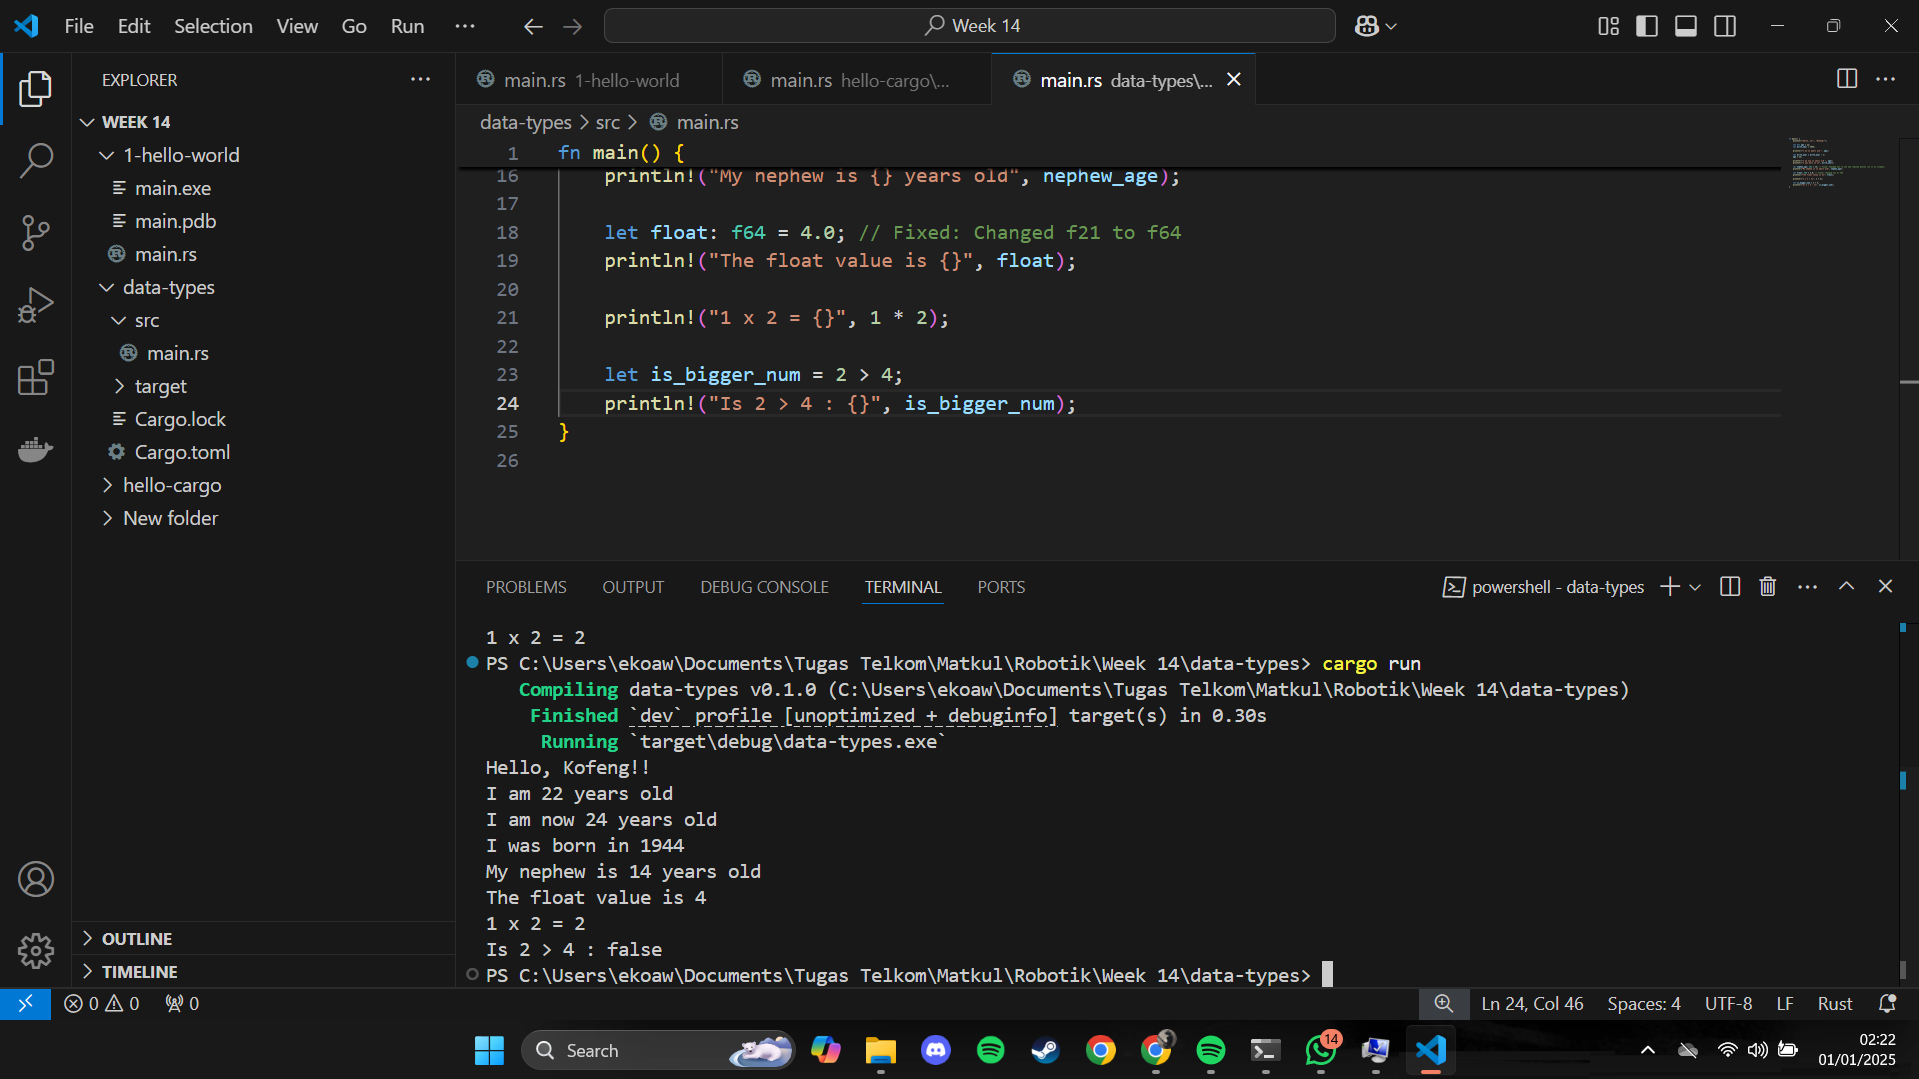 File Edit Selection View Go Run
Week 14
EXPLORER
WEEK 14
1-hello-world
main.exe
main.pdb
main.rs
data-types
src
main.rs
target
Cargo.lock
Cargo.toml
hello-cargo
New folder
OUTLINE
TIMELINE
main.rs 1-hello-world
main.rs hello-cargo\...
main.rs data-types\...
data-types > src > main.rs
1 fn main() {
16 println!("My nephew is {} years old", nephew_age);
17
18 let float: f64 = 4.0; // Fixed: Changed f21 to f64
19 println!("The float value is {}", float);
20
21 println!("1 x 2 = {}", 1 * 2);
22
23 let is_bigger_num = 2 > 4;
24 println!("Is 2 > 4 : {}", is_bigger_num);
25 }
26
PROBLEMS OUTPUT DEBUG CONSOLE TERMINAL PORTS
powershell - data-types
1 x 2 = 2
PS C:\Users\ekoaw\Documents\Tugas Telkom\Matkul\Robotik\Week 14\data-types> cargo run
Compiling data-types v0.1.0 (C:\Users\ekoaw\Documents\Tugas Telkom\Matkul\Robotik\Week 14\data-types)
Finished `dev` profile [unoptimized + debuginfo] target(s) in 0.30s
Running `target\debug\data-types.exe`
Hello, Kofeng!!
I am 22 years old
I am now 24 years old
I was born in 1944
My nephew is 14 years old
The float value is 4
1 x 2 = 2
Is 2 > 4 : false
PS C:\Users\ekoaw\Documents\Tugas Telkom\Matkul\Robotik\Week 14\data-types>
0 0 0
Ln 24, Col 46 Spaces: 4 UTF-8 LF Rust
Search
14
02:22
01/01/2025